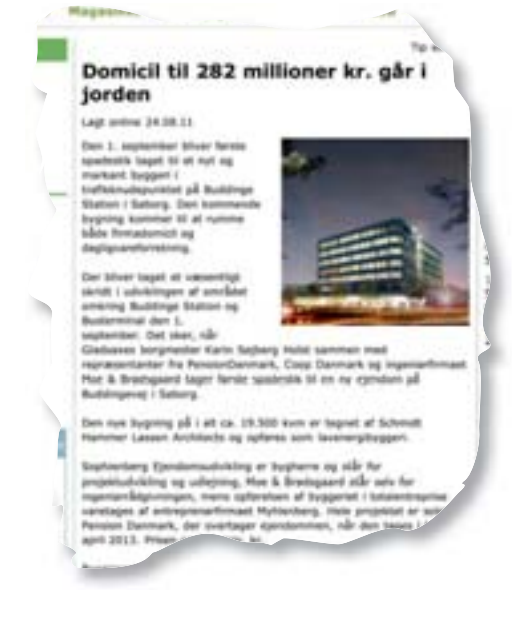 Magasinet
Tip
Domicil til 282 millioner kr. går i
jorden
Lagt online 24.08.11
Den 1. september bliver første
spadestik taget til et nyt og
markant byggeri i
trafikknudepunktet på Buddinge
Station i Søborg. Den kommende
bygning kommer til at rumme
både firmadomicil og
dagligvareforretning.
Der bliver taget et væsentligt
skridt i udviklingen af området
omkring Buddinge Station og
Busterminal den 1.
september. Det sker, når
Gladsaxes borgmester Karin Søjberg Holst sammen med
repræsentanter fra PensionDanmark, Coop Danmark og ingeniørfirmaet
Moe & Brødsgaard tager første spadestik til en ny ejendom på
Buddingevej i Søborg.
Den nye bygning på i alt ca. 19.500 kvm er tegnet af Schmidt
Hammer Lassen Architects og opføres som lavenergibyggeri.
Sophienberg Ejendomsudvikling er bygherre og står for
projektudvikling og udlejning, Moe & Brødsgaard står selv for
ingeniørrådgivningen, mens opførelsen af byggeriet i totalentreprise
varetages af entreprenørfirmaet Myhlenberg. Hele projektet er
Pension Danmark, der overtager ejendommen, når den
april 2013. Prisen